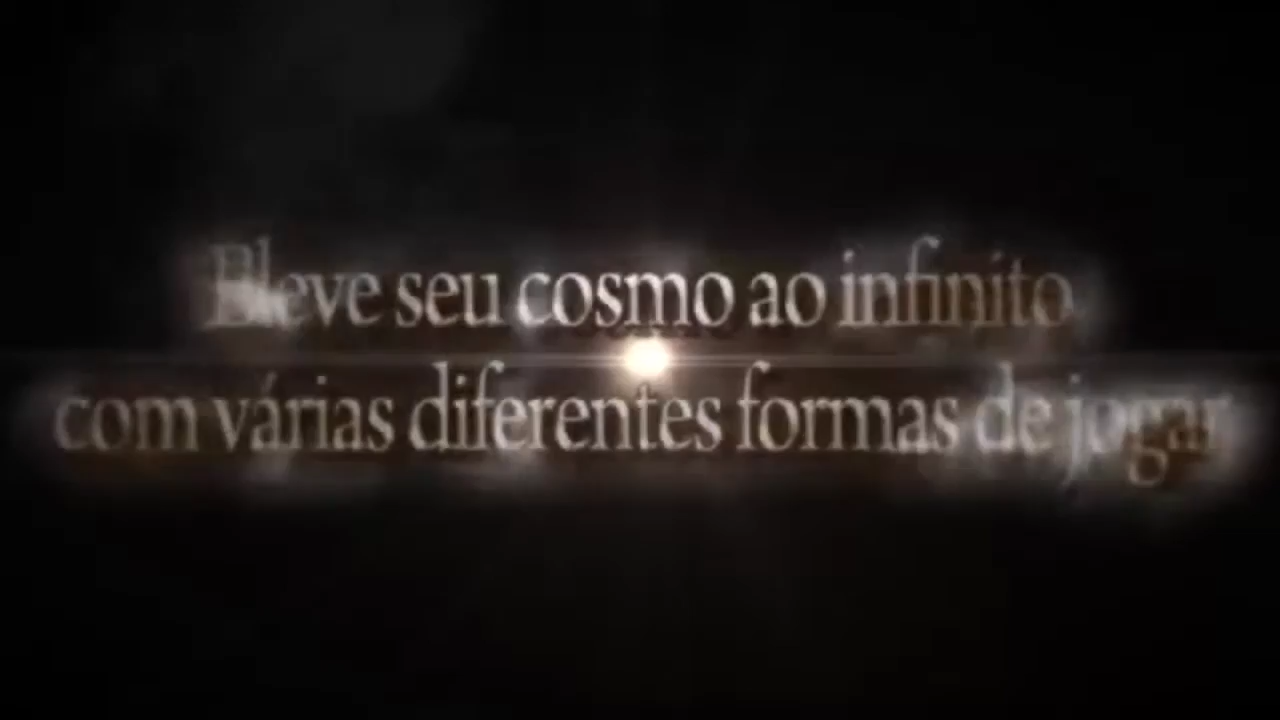 Eleve seu cosmo ao infinito
com várias diferentes formas de jogar